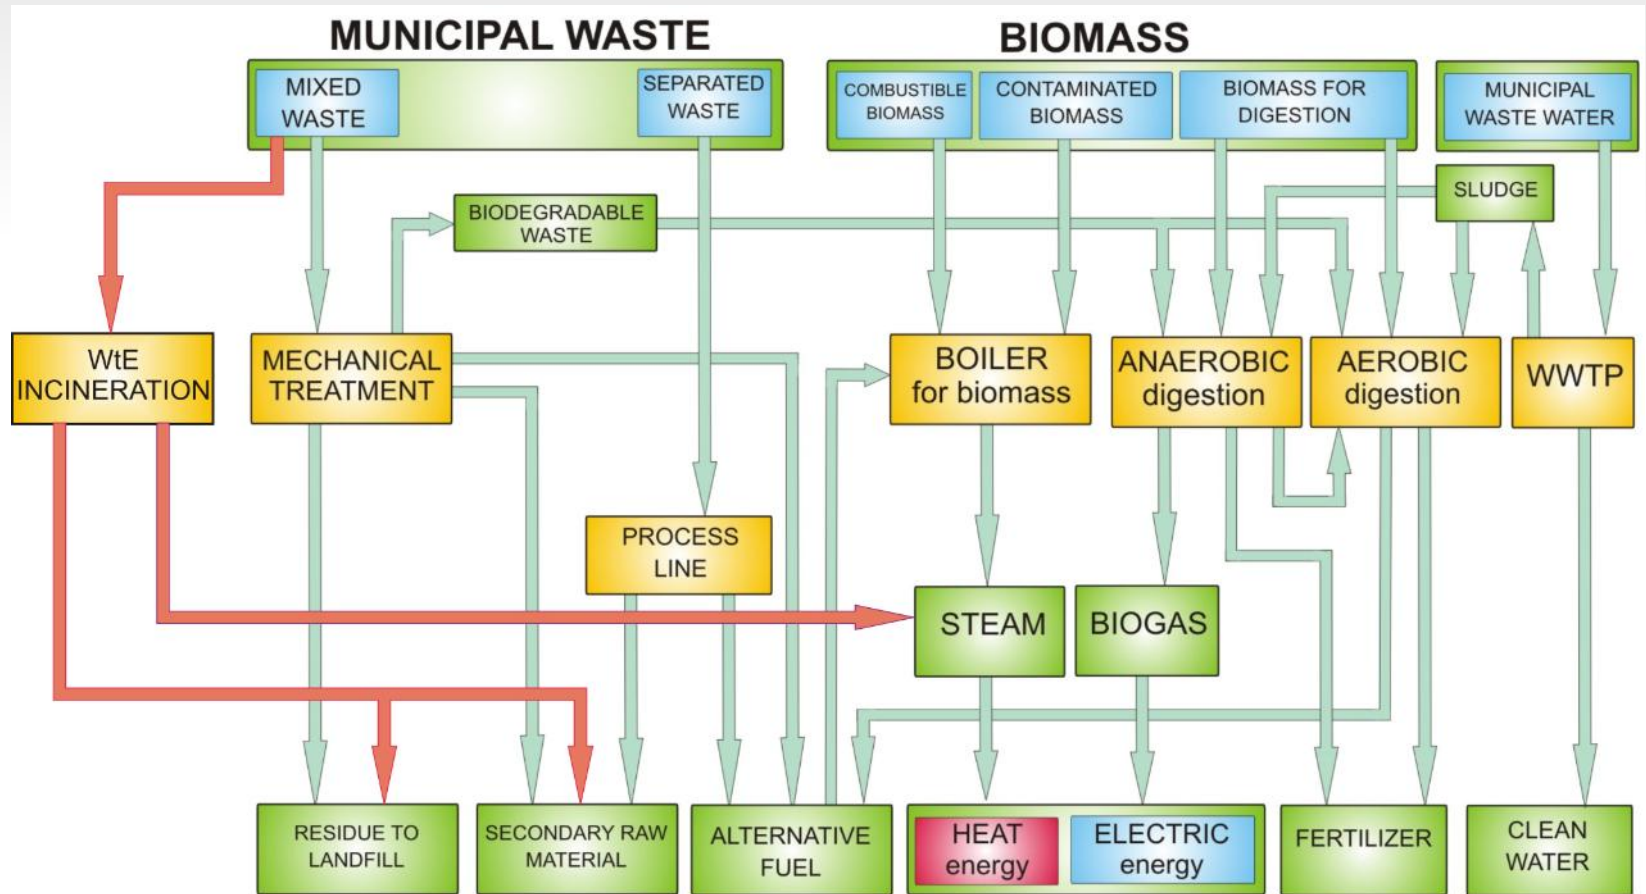 MUNICIPAL WASTE
BIOMASS
MIXED
WASTE
SEPARATED
WASTE
COMBUSTIBLE
BIOMASS
CONTAMINATED
BIOMASS
BIOMASS FOR
DIGESTION
MUNICIPAL
WASTE WATER
SLUDGE
BIODEGRADABLE
WASTE
WtE
INCINERATION
MECHANICAL
TREATMENT
BOILER
for biomass
ANAEROBIC
digestion
AEROBIC
digestion
WWTP
PROCESS
LINE
STEAM
BIOGAS
RESIDUE TO
LANDFILL
SECONDARY RAW
MATERIAL
ALTERNATIVE
FUEL
HEAT
energy
ELECTRIC
energy
FERTILIZER
CLEAN
WATER